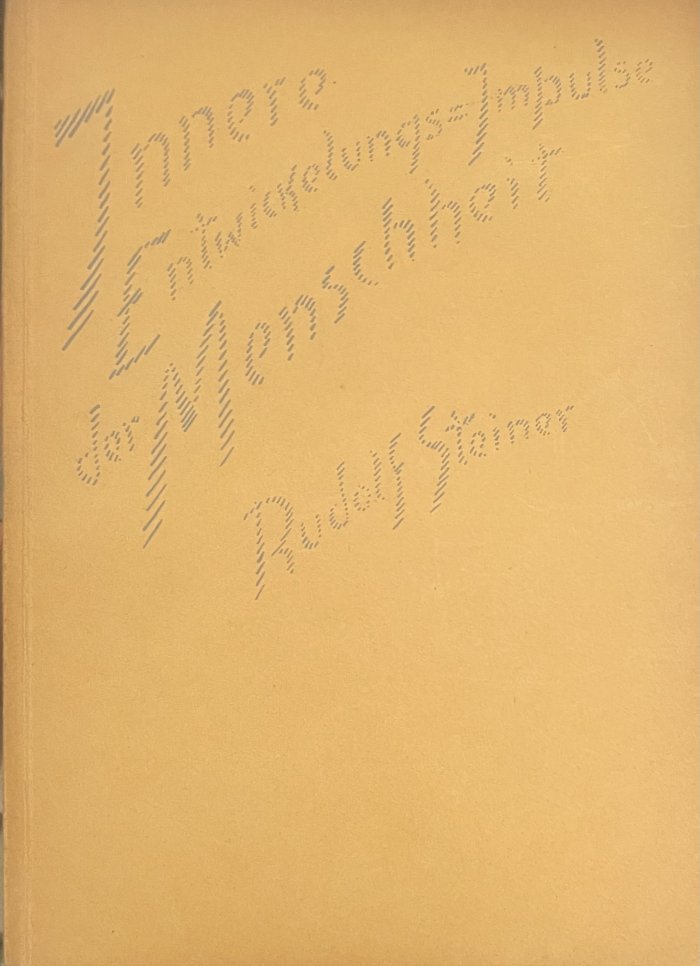 Innere
Entwickelungs=Impulse
der Menschheit
Rudolf Steiner